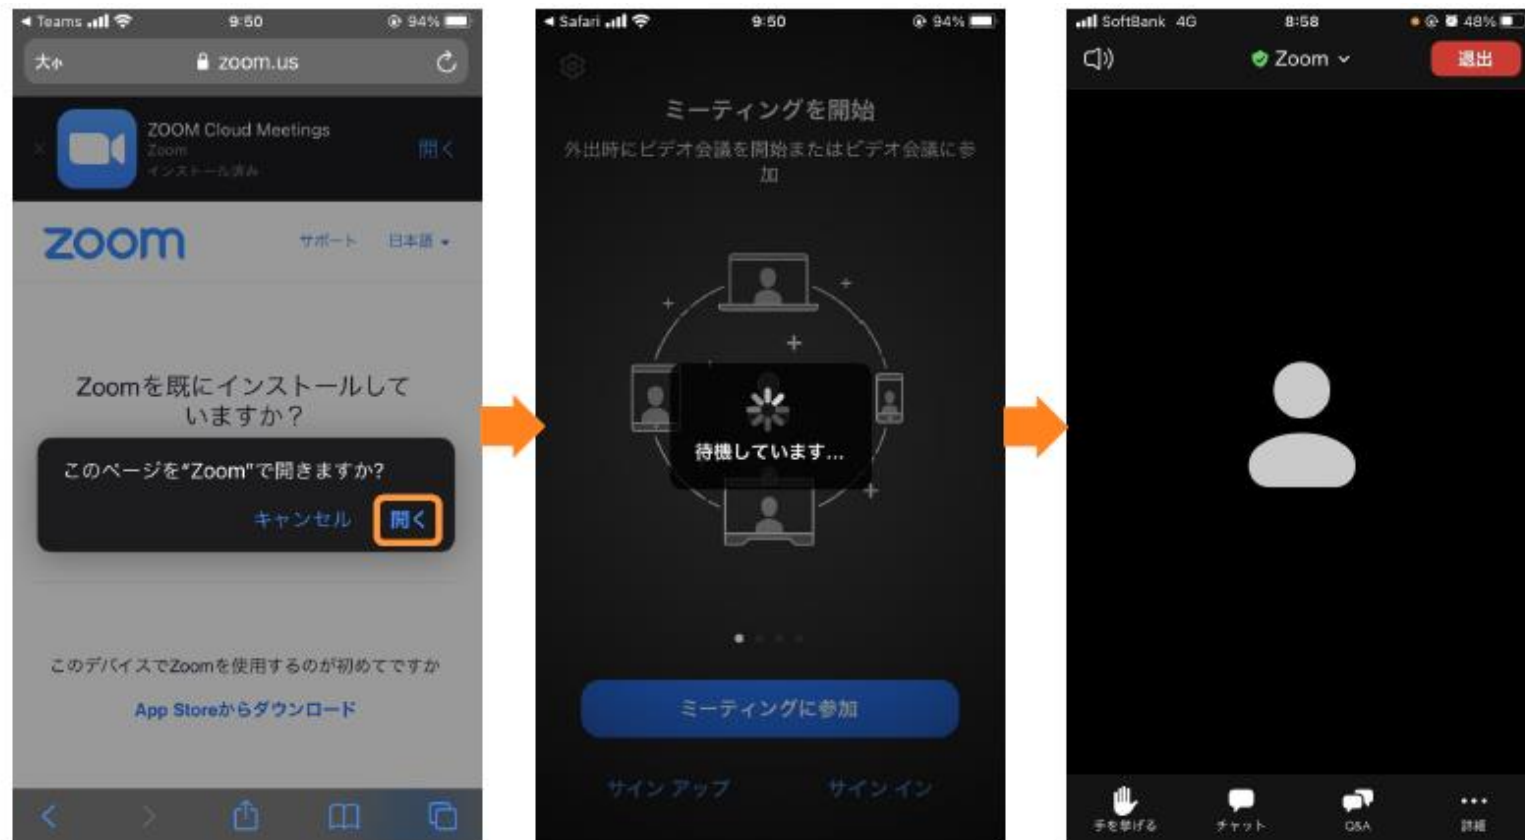 Teams
9:50
94%
大小
zoom.us
ZOOM Cloud Meetings
Zoom
インストール済み
開く
zoom
サポート
日本語
Zoomを既にインストールして
いますか？
このページを"Zoom"で開きますか?
キャンセル
開く
このデバイスでZoomを使用するのが初めてですか
App Storeからダウンロード
Safari
9:50
94%
ミーティングを開始
外出時にビデオ会議を開始またはビデオ会議に参
加
待機しています...
ミーティングに参加
サイン アップ
サイン イン
SoftBank 4G
8:58
48%
Zoom
退出
手を挙げる
チャット
Q&A
詳細